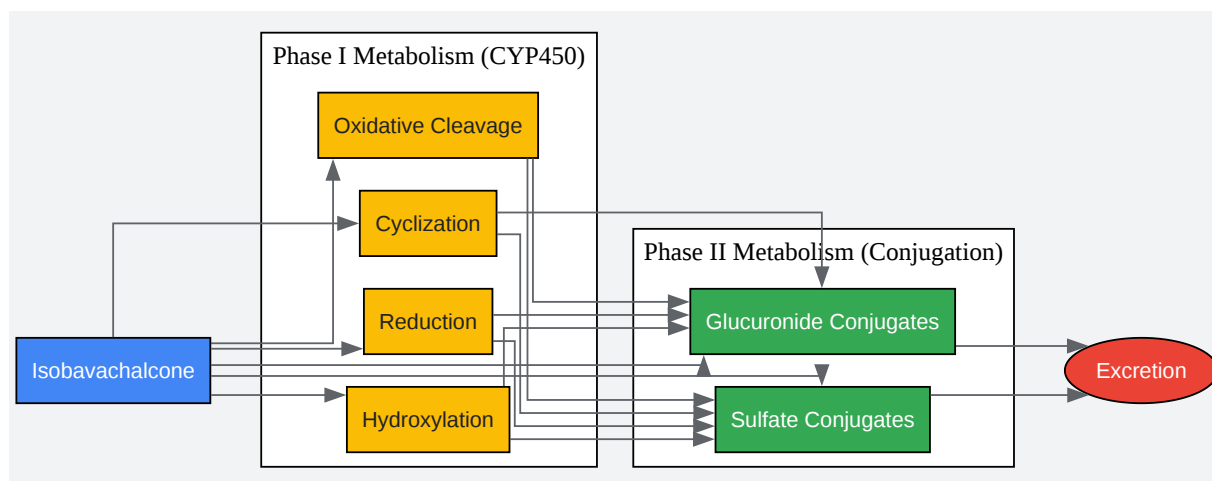 Phase I Metabolism (CYP450)
Oxidative Cleavage
Cyclization
Reduction
Hydroxylation
Isobavachalcone
Phase II Metabolism (Conjugation)
Glucuronide Conjugates
Sulfate Conjugates
Excretion